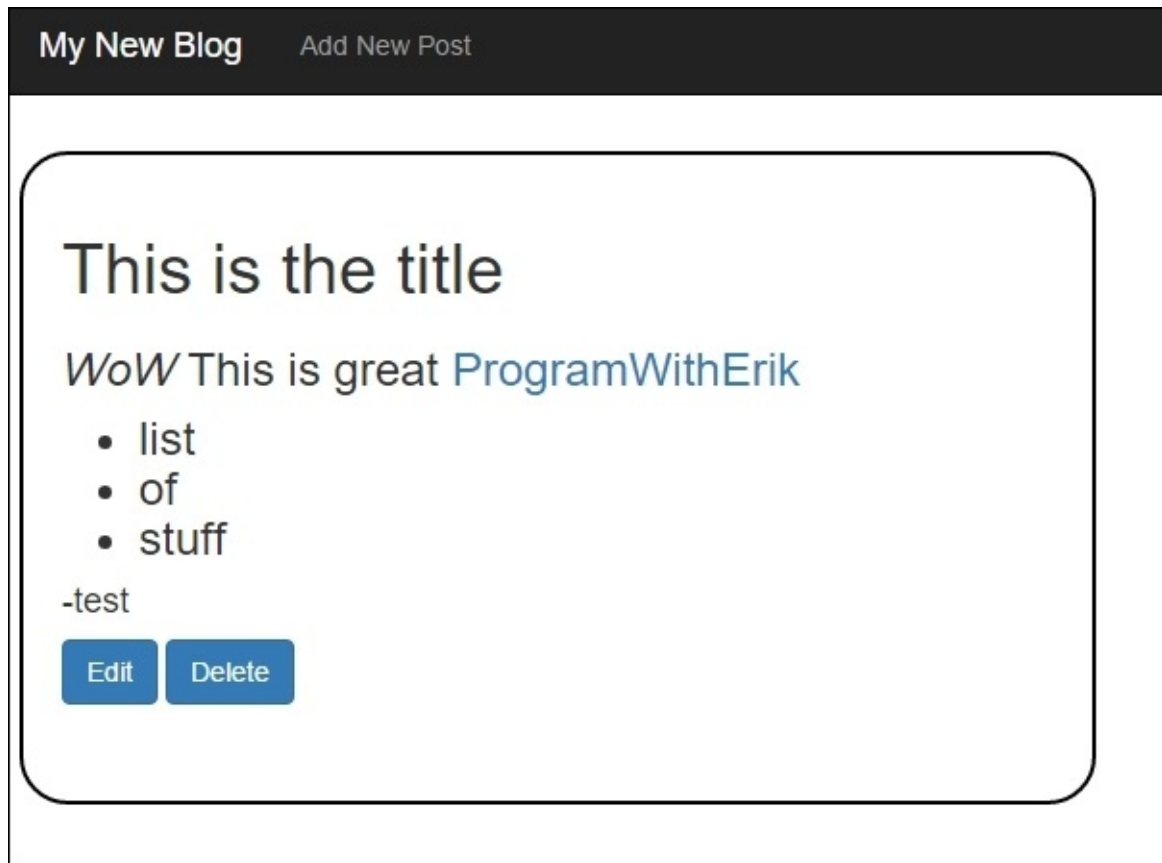 My New Blog Add New Post
This is the title
WoW This is great ProgramWithErik
• list
• of
• stuff
-test
Edit Delete